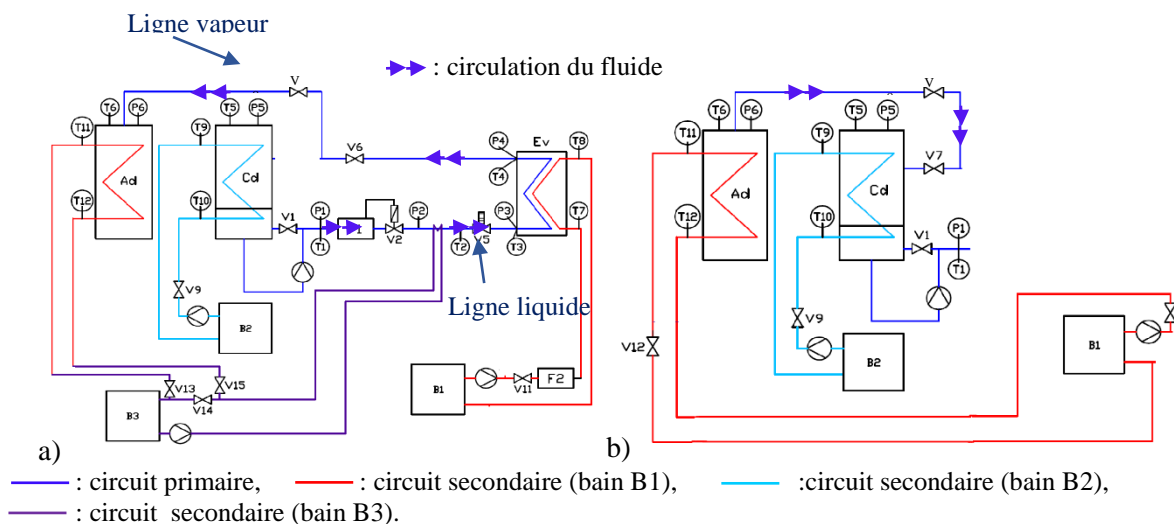 Ligne vapeur
: circulation du fluide
V
T6
P6
T5
P5
T11
T9
P4
Ev
T8
V6
T4
Ad
Cd
T12
T10
V1
P1
P2
P3
T7
1
V2
V5
T1
T2
T3
Ligne liquide
V9
B2
V13
V15
V14
B3
B1
V11
F2
a)
V
T6
P6
T5
P5
T11
T9
V7
Ad
Cd
T12
T10
V1
P1
T1
V9
V12
B2
B1
b)
: circuit primaire,
: circuit secondaire (bain B1),
:circuit secondaire (bain B2),
: circuit secondaire (bain B3).